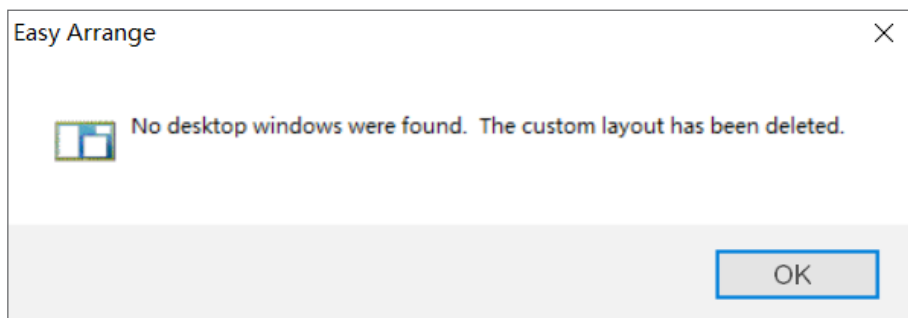 Easy Arrange
No desktop windows were found.  The custom layout has been deleted.
OK